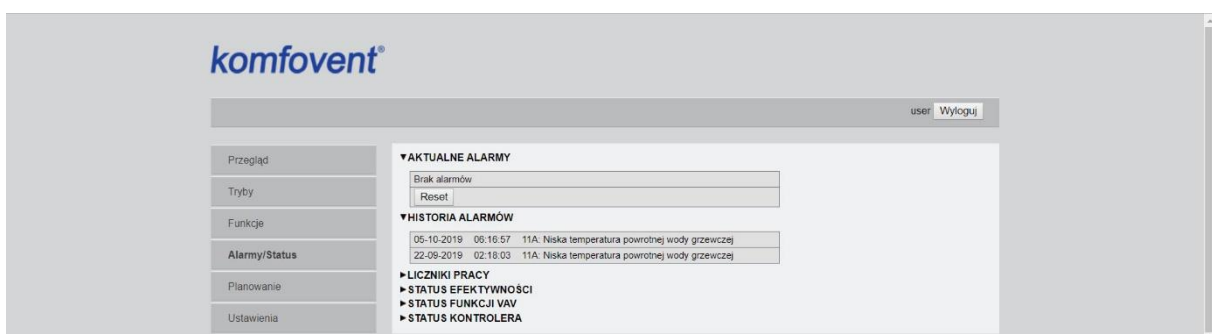 komfovent®
user Wyloguj
Przegląd
Tryby
Funkcje
Alarmy/Status
Planowanie
Ustawienia
▼AKTUALNE ALARMY
Brak alarmów
Reset
▼HISTORIA ALARMÓW
05-10-2019 06:16:57 11A: Niska temperatura powrotnej wody grzewczej
22-09-2019 02:18:03 11A: Niska temperatura powrotnej wody grzewczej
►LICZNIKI PRACY
►STATUS EFEKTYWNOŚCI
►STATUS FUNKCJI VAV
►STATUS KONTROLERA